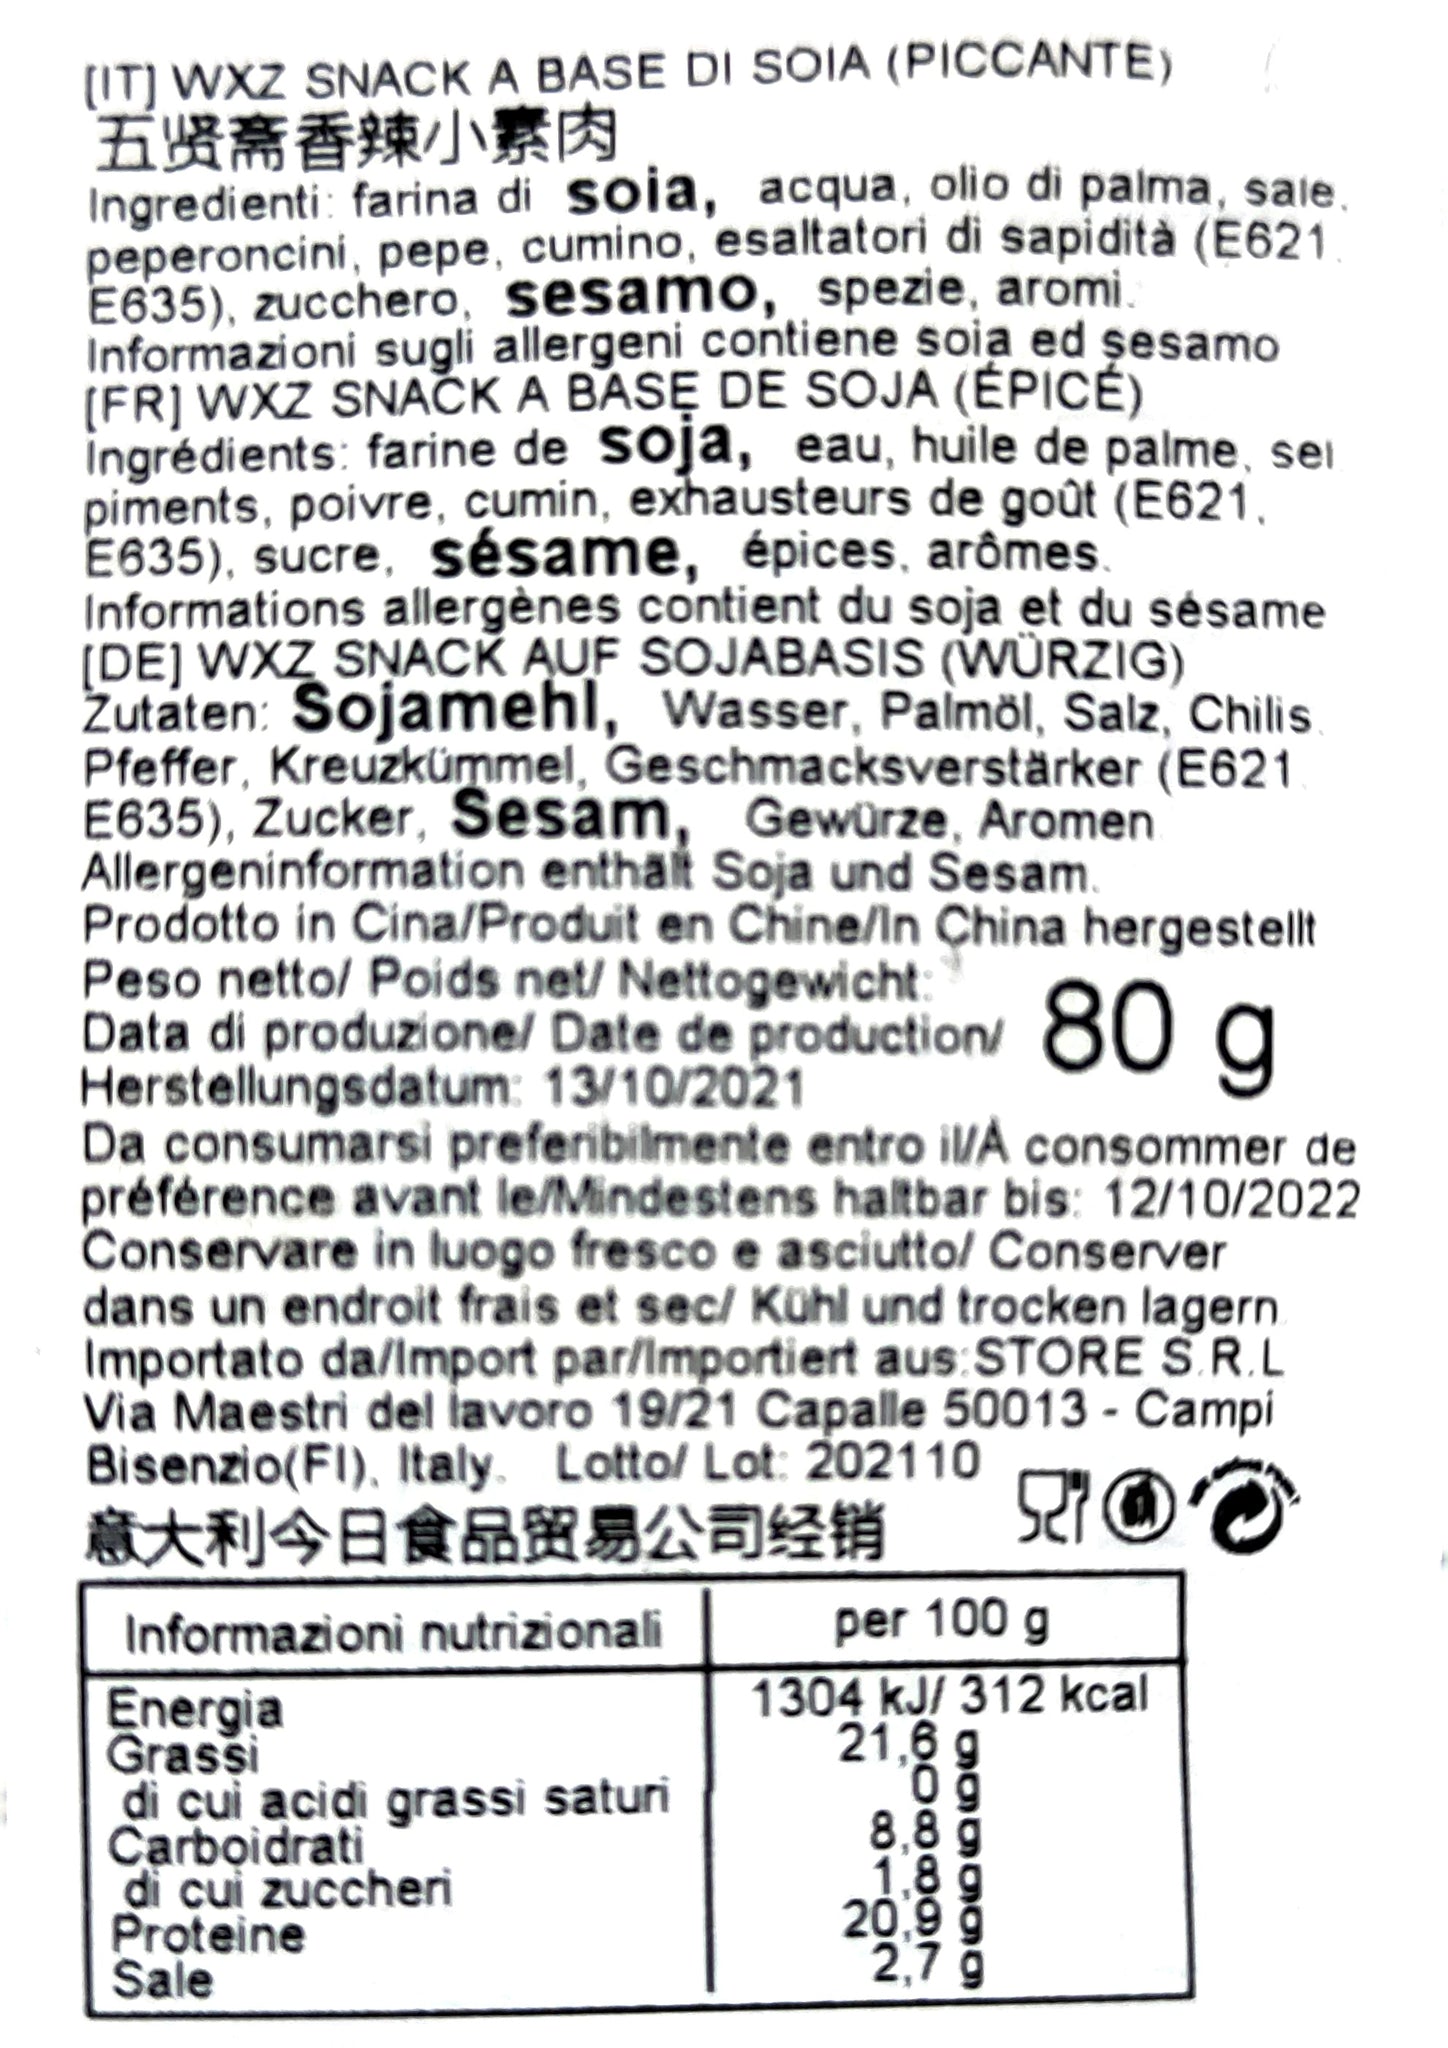 [IT] WXZ SNACK A BASE DI SOIA (PICCANTE)
五贤斋香辣小素肉
Ingredienti: farina di soia, acqua, olio di palma, sale,
peperoncini, pepe, cumino, esaltatori di sapidità (E621,
E635), zucchero, sesamo, spezie, aromi.
Informazioni sugli allergeni contiene soia ed sesamo
[FR] WXZ SNACK A BASE DE SOJA (ÉPICÉ)
Ingrédients: farine de soja, eau, huile de palme, sel
piments, poivre, cumin, exhausteurs de goût (E621,
E635), sucre, sésame, épices, arômes.
Informations allergènes contient du soja et du sésame
[DE] WXZ SNACK AUF SOJABASIS (WÜRZIG)
Zutaten: Sojamehl, Wasser, Palmöl, Salz, Chilis,
Pfeffer, Kreuzkümmel, Geschmacksverstärker (E621,
E635), Zucker, Sesam, Gewürze, Aromen
Allergeninformation enthält Soja und Sesam.
Prodotto in Cina/Produit en Chine/In China hergestellt
Peso netto/ Poids net/ Nettogewicht: 80 g
Data di produzione/ Date de production/
Herstellungsdatum: 13/10/2021
Da consumarsi preferibilmente entro il/À consommer de
préférence avant le/Mindestens haltbar bis: 12/10/2022
Conservare in luogo fresco e asciutto/ Conserver
dans un endroit frais et sec/ Kühl und trocken lagern
Importato da/Import par/Importiert aus:STORE S.R.L
Via Maestri del lavoro 19/21 Capalle 50013 - Campi
Bisenzio(FI), Italy. Lotto/ Lot: 202110
意大利今日食品贸易公司经销
Informazioni nutrizionali per 100 g
Energia 1304 kJ/ 312 kcal
Grassi 21,6 g
di cui acidi grassi saturi 0 g
Carboidrati 8,8 g
di cui zuccheri 1,8 g
Proteine 20,9 g
Sale 2,7 g